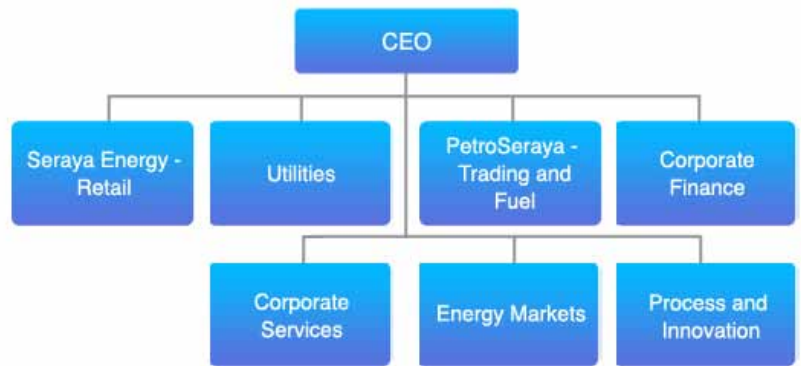 CEO
Seraya Energy -
Retail
Utilities
PetroSeraya -
Trading and
Fuel
Corporate
Finance
Corporate
Services
Energy Markets
Process and
Innovation